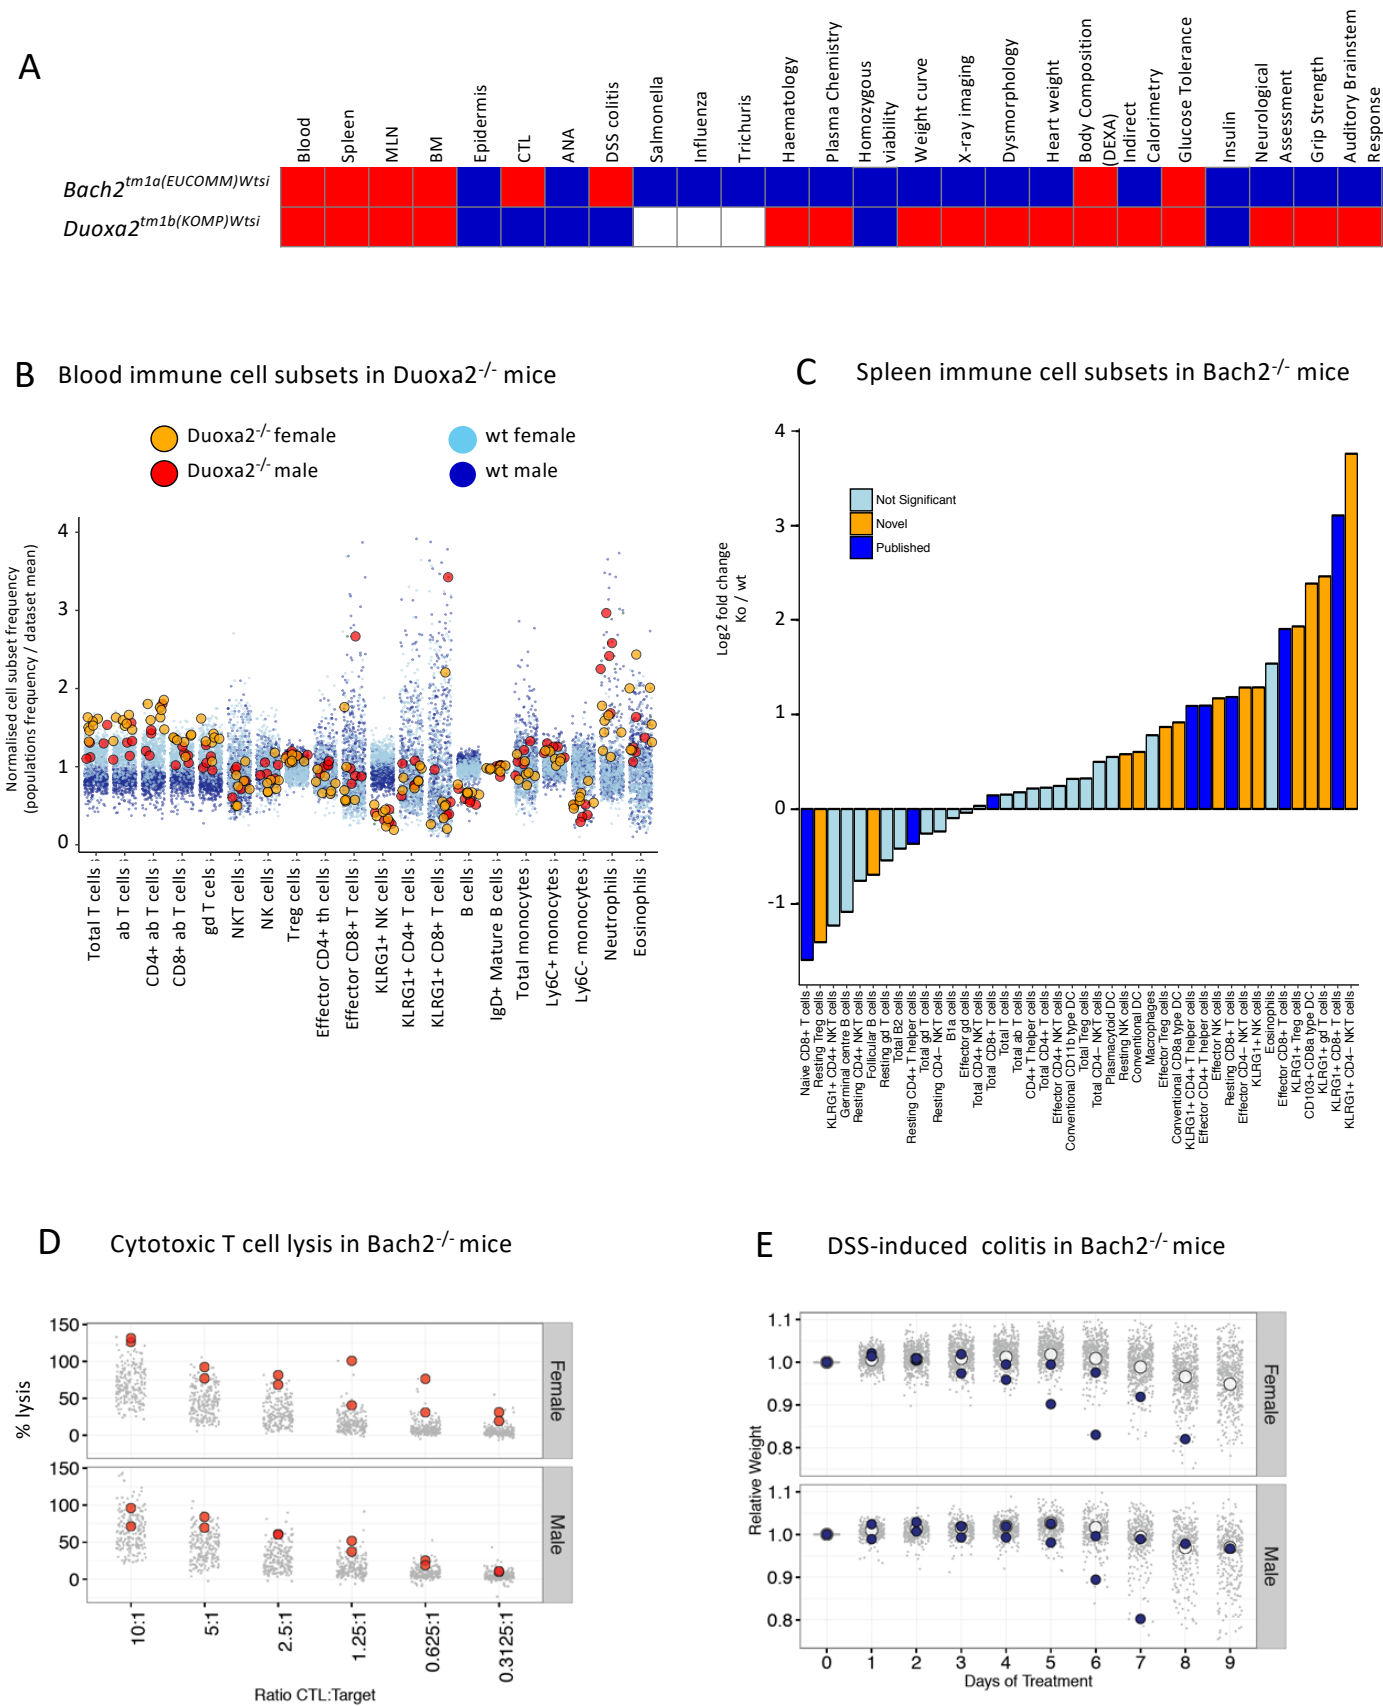 A
Blood
Spleen
MLN
BM
Epidermis
CTL
ANA
DSS colitis
Salmonella
Influenza
Trichuris
Haematology
Plasma Chemistry
Homozygous
viability
Weight curve
X-ray imaging
Dysmorphology
Heart weight
Body Composition
(DEXA)
Indirect
Calorimetry
Glucose Tolerance
Insulin
Neurological
Assessment
Grip Strength
Auditory Brainstem
Response
Bach2tm1a(EUCOMM)Wtsi
Duoxa2tm1b(KOMP)Wtsi
B Blood immune cell subsets in Duoxa2-/- mice
Duoxa2-/- female
wt female
Duoxa2-/- male
wt male
Normalised cell subset frequency
(populations frequency / dataset mean)
4
3
2
1
0
Total T cells
ab T cells
CD4+ ab T cells
CD8+ ab T cells
gd T cels
NKT cells
NK cells
Treg cells
Effector CD4+ th cells
Effector CD8+ T cells
KLRG1+ NK cells
KLRG1+ CD4+ T cells
KLRG1+ CD8+ T cells
B cells
IgD+ Mature B cells
Total monocytes
Ly6C+ monocytes
Ly6C- monocytes
Neutrophils
Eosinophils
C Spleen immune cell subsets in Bach2-/- mice
Not Significant
Novel
Published
Log2 fold change
Ko / wt
4
3
2
1
0
-1
Naive CD8+ T cells
Resting Treg cells
KLRG1+ CD4+ NKT cells
Germinal centre B cells
Resting CD4+ NKT cells
Follicular B cells
Resting gd T cells
Total B2 cells
Resting CD4+ T helper cells
Total gd T cells
Resting CD4− NKT cells
B1a cells
Effector gd cells
Total CD4+ NKT cells
Total CD8+ T cells
Total T cells
Total ab T cells
CD4+ T helper cells
Total CD4+ T cells
Effector CD4+ NKT cells
Conventional CD11b type DC
Total Treg cells
Total CD4− NKT cells
Plasmacytoid DC
Resting NK cells
Conventional DC
Macrophages
Effector Treg cells
Conventional CD8a type DC
KLRG1+ CD4+ T helper cells
Effector CD4+ T helper cells
Effector NK cells
Resting CD8+ T cells
Effector CD4− NKT cells
KLRG1+ NK cells
Eosinophils
Effector CD8+ T cells
KLRG1+ Treg cells
CD103+ CD8a type DC
KLRG1+ gd T cells
KLRG1+ CD8+ T cells
KLRG1+ CD4− NKT cells
D Cytotoxic T cell lysis in Bach2-/- mice
% lysis
150
100
50
0
Female
150
100
50
0
Male
10:1
5:1
2.5:1
1.25:1
0.625:1
0.3125:1
Ratio CTL:Target
E DSS-induced colitis in Bach2-/- mice
Relative Weight
1.1
1.0
0.9
0.8
Female
1.1
1.0
0.9
0.8
Male
0 1 2 3 4 5 6 7 8 9
Days of Treatment